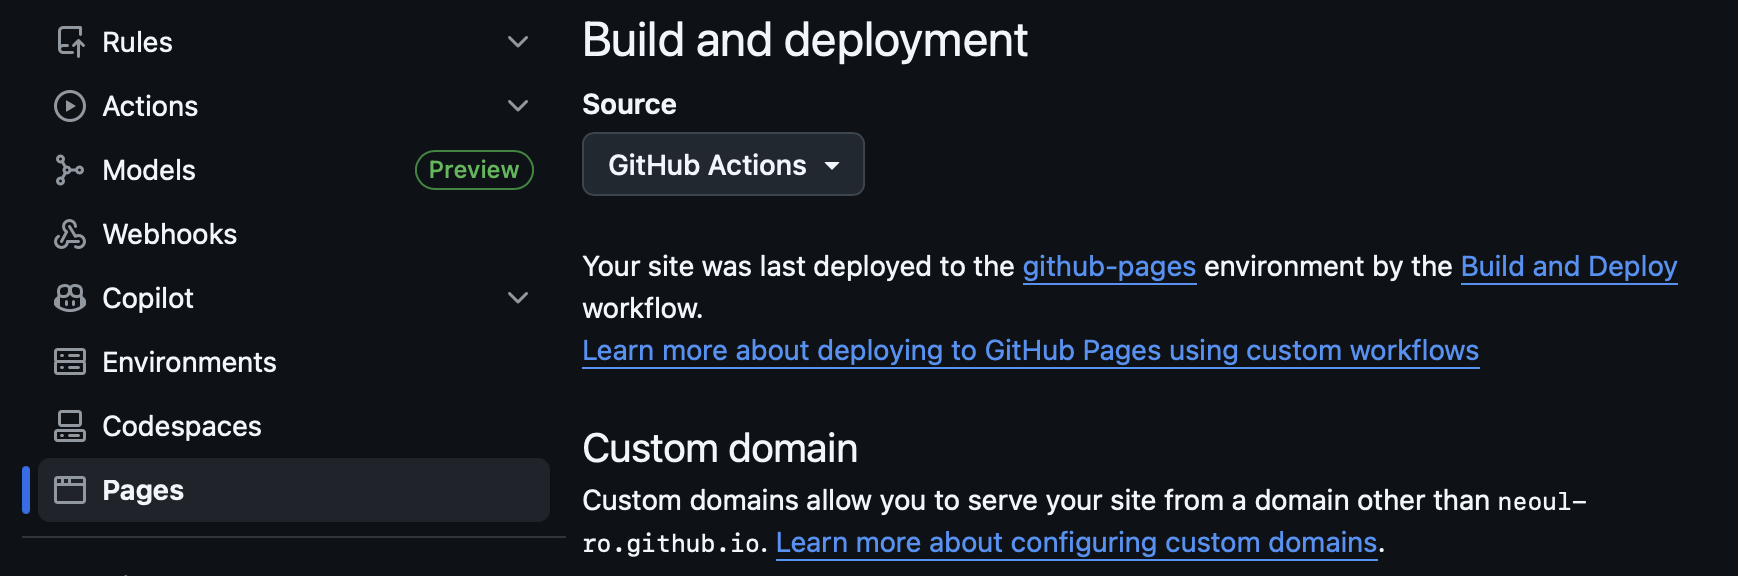 Rules
Actions
Models Preview
Webhooks
Copilot
Environments
Codespaces
Pages
Build and deployment
Source
GitHub Actions
Your site was last deployed to the github-pages environment by the Build and Deploy
workflow.
Learn more about deploying to GitHub Pages using custom workflows
Custom domain
Custom domains allow you to serve your site from a domain other than neoul-
ro.github.io. Learn more about configuring custom domains.